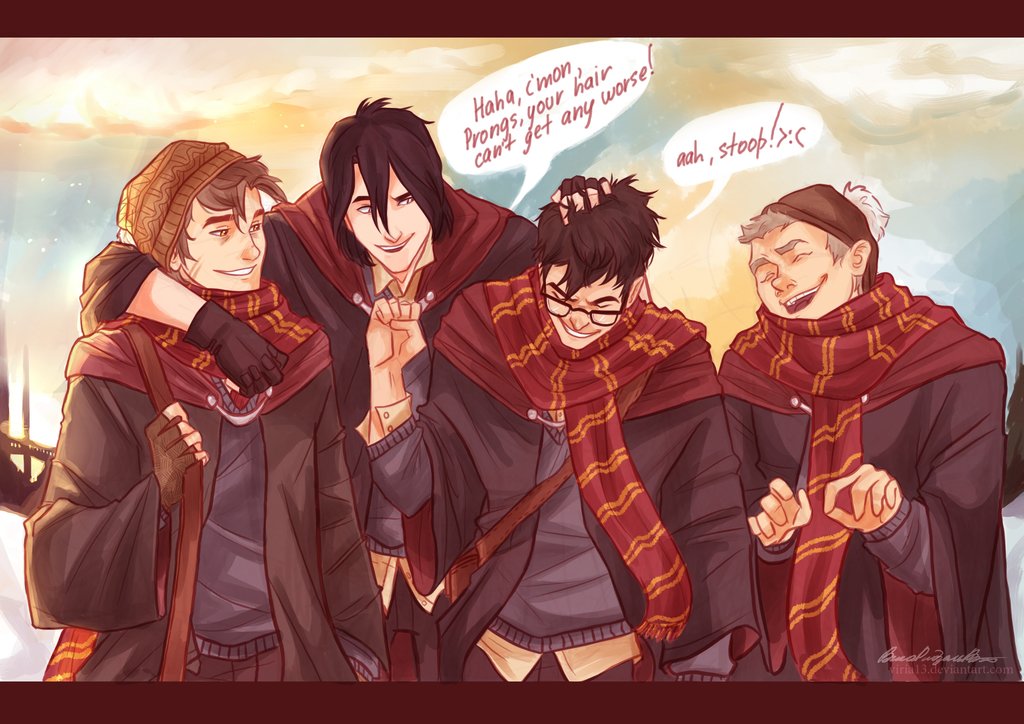 Haha, c'mon,
Prongs, your hair
can't get any worse!
aah, stoop! >:(
viria13.deviantart.com